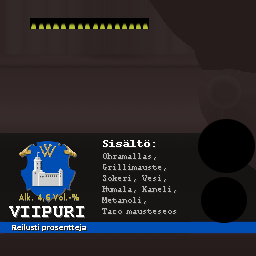 Sisältö:
Ohramallas,
Grillimauste,
Sokeri, Vesi,
Humala, Kaneli,
Metanoli,
Taco mausteseos
W
Alk. 4,6 Vol.-%
VIIPURI
Reilusti prosentteja